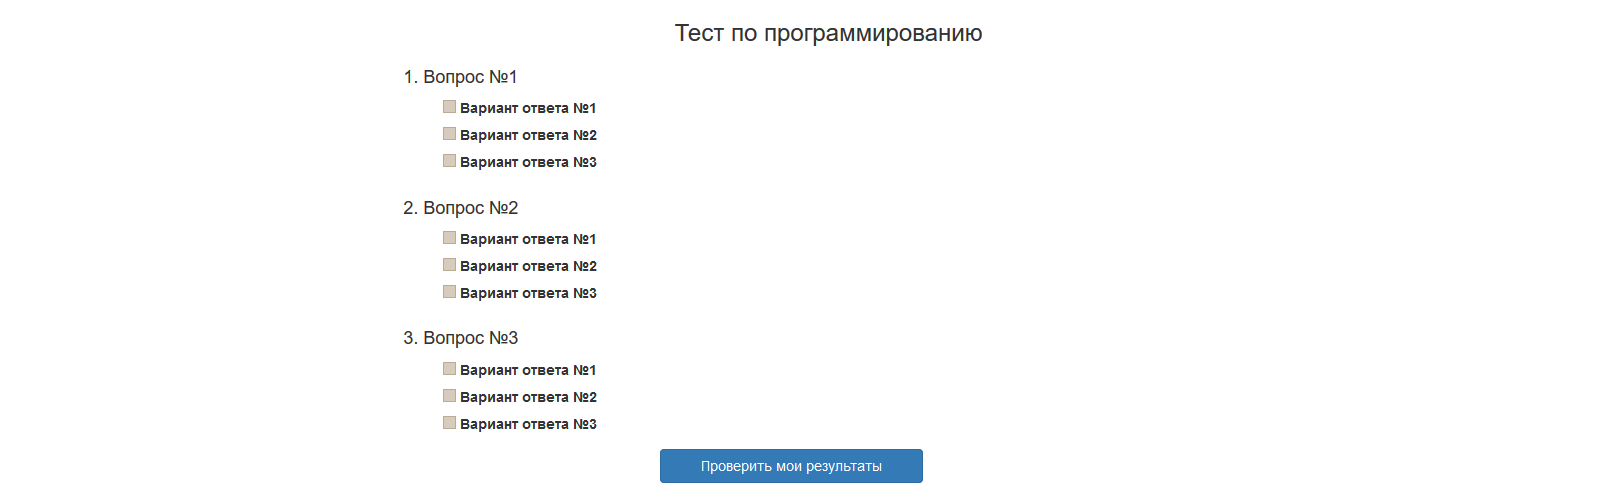 Тест по программированию
1. Вопрос №1
Вариант ответа №1
Вариант ответа №2
Вариант ответа №3
2. Вопрос №2
Вариант ответа №1
Вариант ответа №2
Вариант ответа №3
3. Вопрос №3
Вариант ответа №1
Вариант ответа №2
Вариант ответа №3
Проверить мои результаты